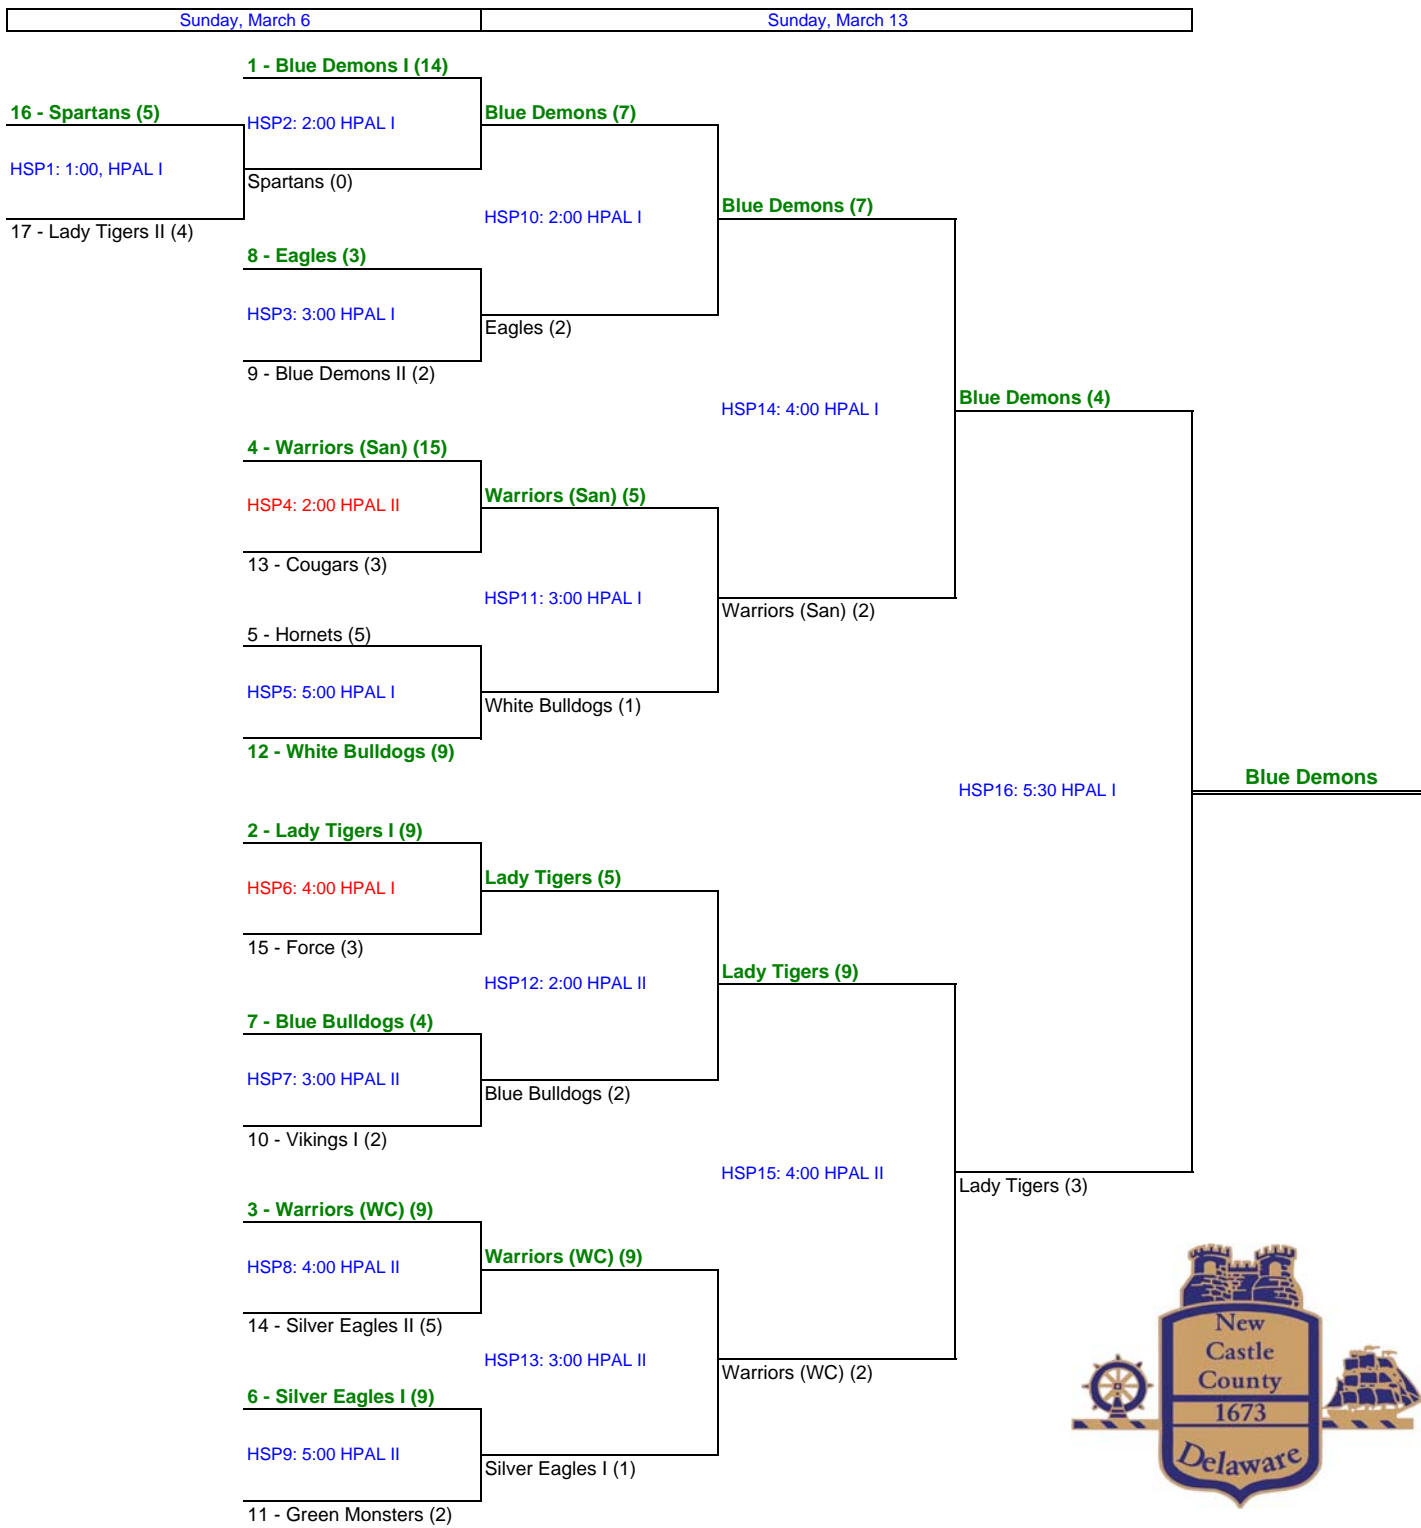 Sunday, March 6
Sunday, March 13
1 - Blue Demons I (14)
16 - Spartans (5)
HSP2: 2:00 HPAL I
Blue Demons (7)
HSP1: 1:00, HPAL I
Spartans (0)
17 - Lady Tigers II (4)
HSP10: 2:00 HPAL I
Blue Demons (7)
8 - Eagles (3)
HSP3: 3:00 HPAL I
Eagles (2)
9 - Blue Demons II (2)
HSP14: 4:00 HPAL I
Blue Demons (4)
4 - Warriors (San) (15)
HSP4: 2:00 HPAL II
Warriors (San) (5)
13 - Cougars (3)
HSP11: 3:00 HPAL I
Warriors (San) (2)
5 - Hornets (5)
HSP5: 5:00 HPAL I
White Bulldogs (1)
12 - White Bulldogs (9)
HSP16: 5:30 HPAL I
Blue Demons
2 - Lady Tigers I (9)
HSP6: 4:00 HPAL I
Lady Tigers (5)
15 - Force (3)
HSP12: 2:00 HPAL II
Lady Tigers (9)
7 - Blue Bulldogs (4)
HSP7: 3:00 HPAL II
Blue Bulldogs (2)
10 - Vikings I (2)
HSP15: 4:00 HPAL II
Lady Tigers (3)
3 - Warriors (WC) (9)
HSP8: 4:00 HPAL II
Warriors (WC) (9)
14 - Silver Eagles II (5)
HSP13: 3:00 HPAL II
Warriors (WC) (2)
6 - Silver Eagles I (9)
HSP9: 5:00 HPAL II
Silver Eagles I (1)
11 - Green Monsters (2)
New
Castle
County
1673
Delaware